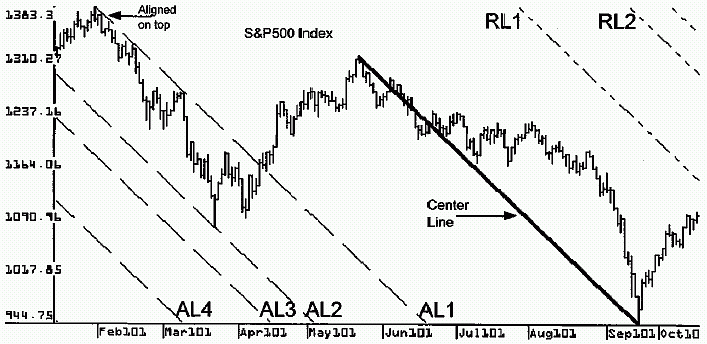 1383.3
Aligned
on top
S&P500 Index
RL1
RL2
1310.27
1237.16
1164.06
1090.96
1017.85
944.75
Center
Line
AL4
AL3
AL2
AL1
Feb101
Mar101
Apr101
May101
Jun101
Jul101
Aug101
Sep101
Oct10